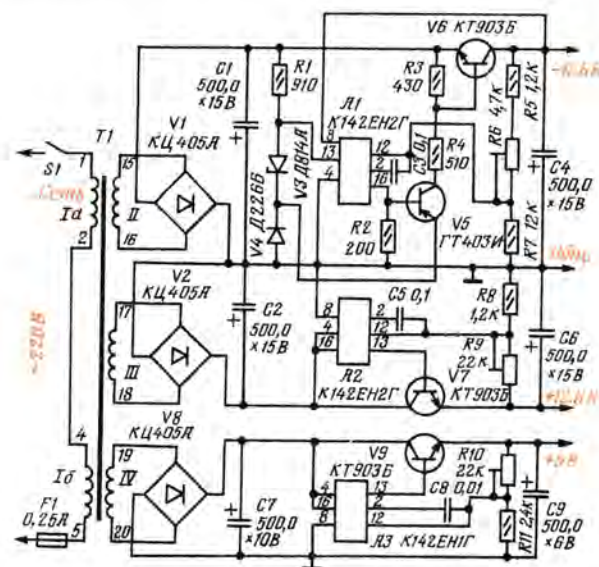 V6 КТ903Б
-12,6В
C1
500,0
×15В
R1
910
R3
430
R5 1,2к
4,7к
R6
V1
КЦ405А
T1
Л1
К142ЕН2Г
8
13
4
12
2
16
C3 0,1
R4
510
V3 Д814А
V4 Д226Б
C4
500,0
×15В
S1
1
15
Сеть
Iа
II
2
16
R2
200
V5
ГТ403И
R7 12к
Общ.
V2
КЦ405А
C2
500,0
×15В
17
III
18
C5 0,1
8
4
16
2
12
13
Л2
К142ЕН2Г
R8
1,2к
R9
22к
V7
КТ903Б
C6
500,0
×15В
~220В
V8
КЦ405А
4
19
Iб
IV
5
20
F1
0,25А
C7
500,0
×10В
V9
КТ903Б
4
16
8
13
2
12
C8 0,01
Л3 К142ЕН1Г
R10
22к
R11 2,4к
C9
500,0
×6В
+5В